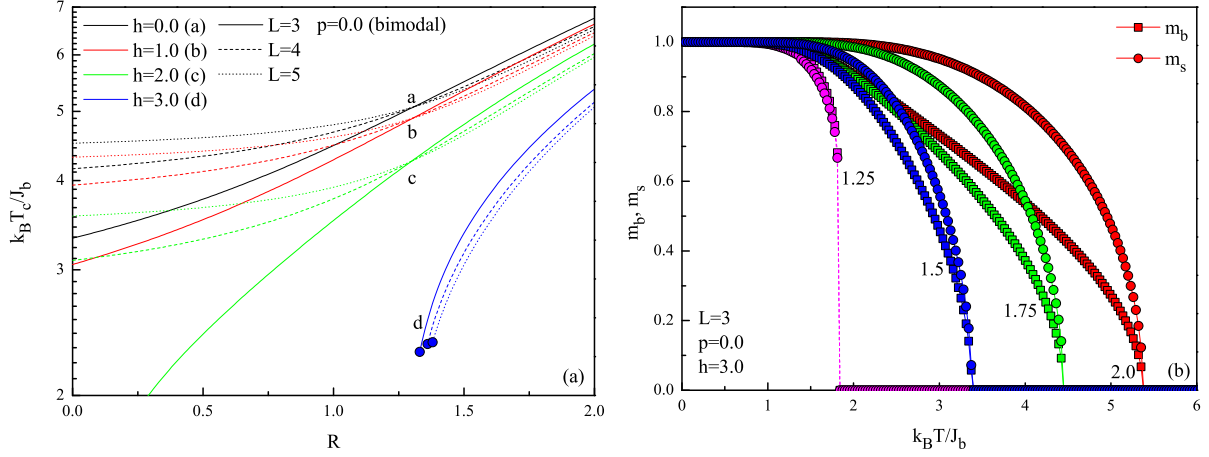 7
6
5
4
3
2
k_BT_c/J_b
h=0.0 (a)
h=1.0 (b)
h=2.0 (c)
h=3.0 (d)
L=3
L=4
L=5
p=0.0 (bimodal)
a
b
c
d
(a)
0.0 0.5 1.0 1.5 2.0
R
1.0
0.8
0.6
0.4
0.2
0.0
m_b, m_s
m_b
m_s
1.25
1.5
1.75
2.0
L=3
p=0.0
h=3.0
(b)
0 1 2 3 4 5 6
k_BT/J_b